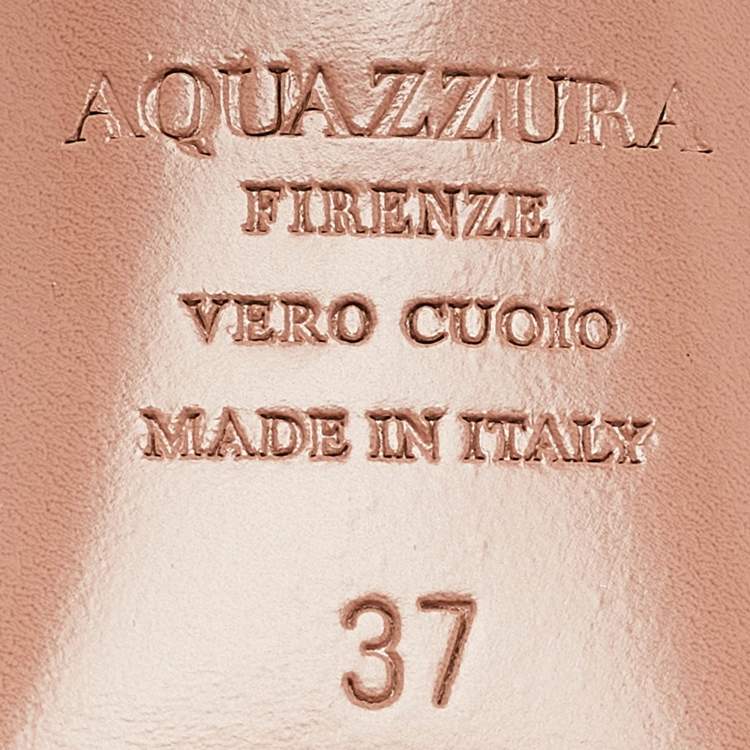 AQUAZZURA
FIRENZE
VERO CUOIO
MADE IN ITALY
37